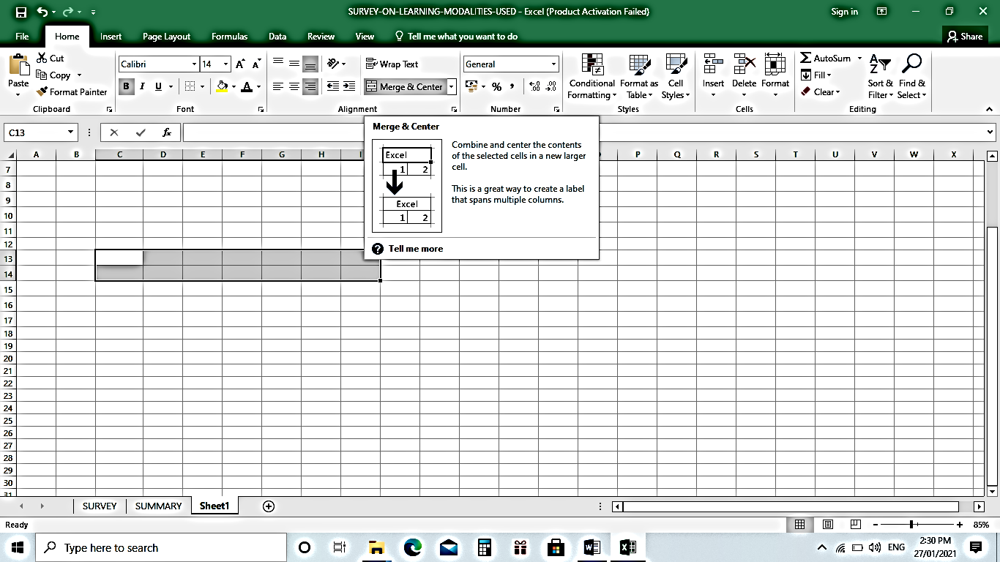 SURVEY-ON-LEARNING-MODALITIES-USED - Excel (Product Activation Failed)
Sign in
File Home Insert Page Layout Formulas Data Review View Tell me what you want to do Share
Paste
Cut
Copy
Format Painter
Clipboard
Calibri 14 A A
B I U A
Font
Wrap Text
Merge & Center
Alignment
General
% , .00 .0
Number
Conditional Formatting
Format as Table
Cell Styles
Styles
Insert Delete Format
Cells
AutoSum
Fill
Clear
Sort & Filter
Find & Select
Editing
C13 fx
Merge & Center
Excel
1 2
Excel
1 2
Combine and center the contents
of the selected cells in a new larger
cell.
This is a great way to create a label
that spans multiple columns.
? Tell me more
A B C D E F G H I P Q R S T U V W X
7
8
9
10
11
12
13
14
15
16
17
18
19
20
21
22
23
24
25
26
27
28
29
30
31
SURVEY SUMMARY Sheet1
Ready 85%
Type here to search
ENG
2:30 PM
27/01/2021